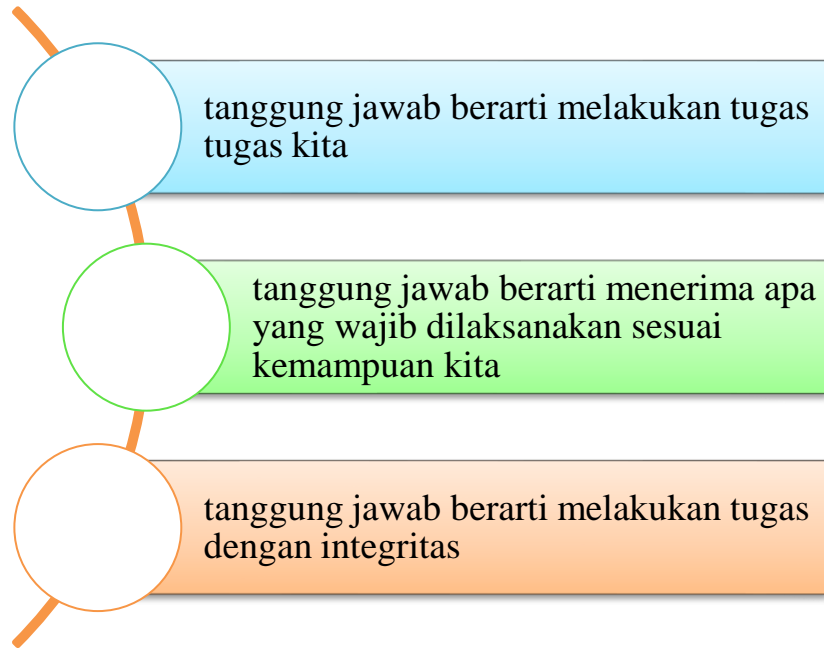 tanggung jawab berarti melakukan tugas
tugas kita
tanggung jawab berarti menerima apa
yang wajib dilaksanakan sesuai
kemampuan kita
tanggung jawab berarti melakukan tugas
dengan integritas